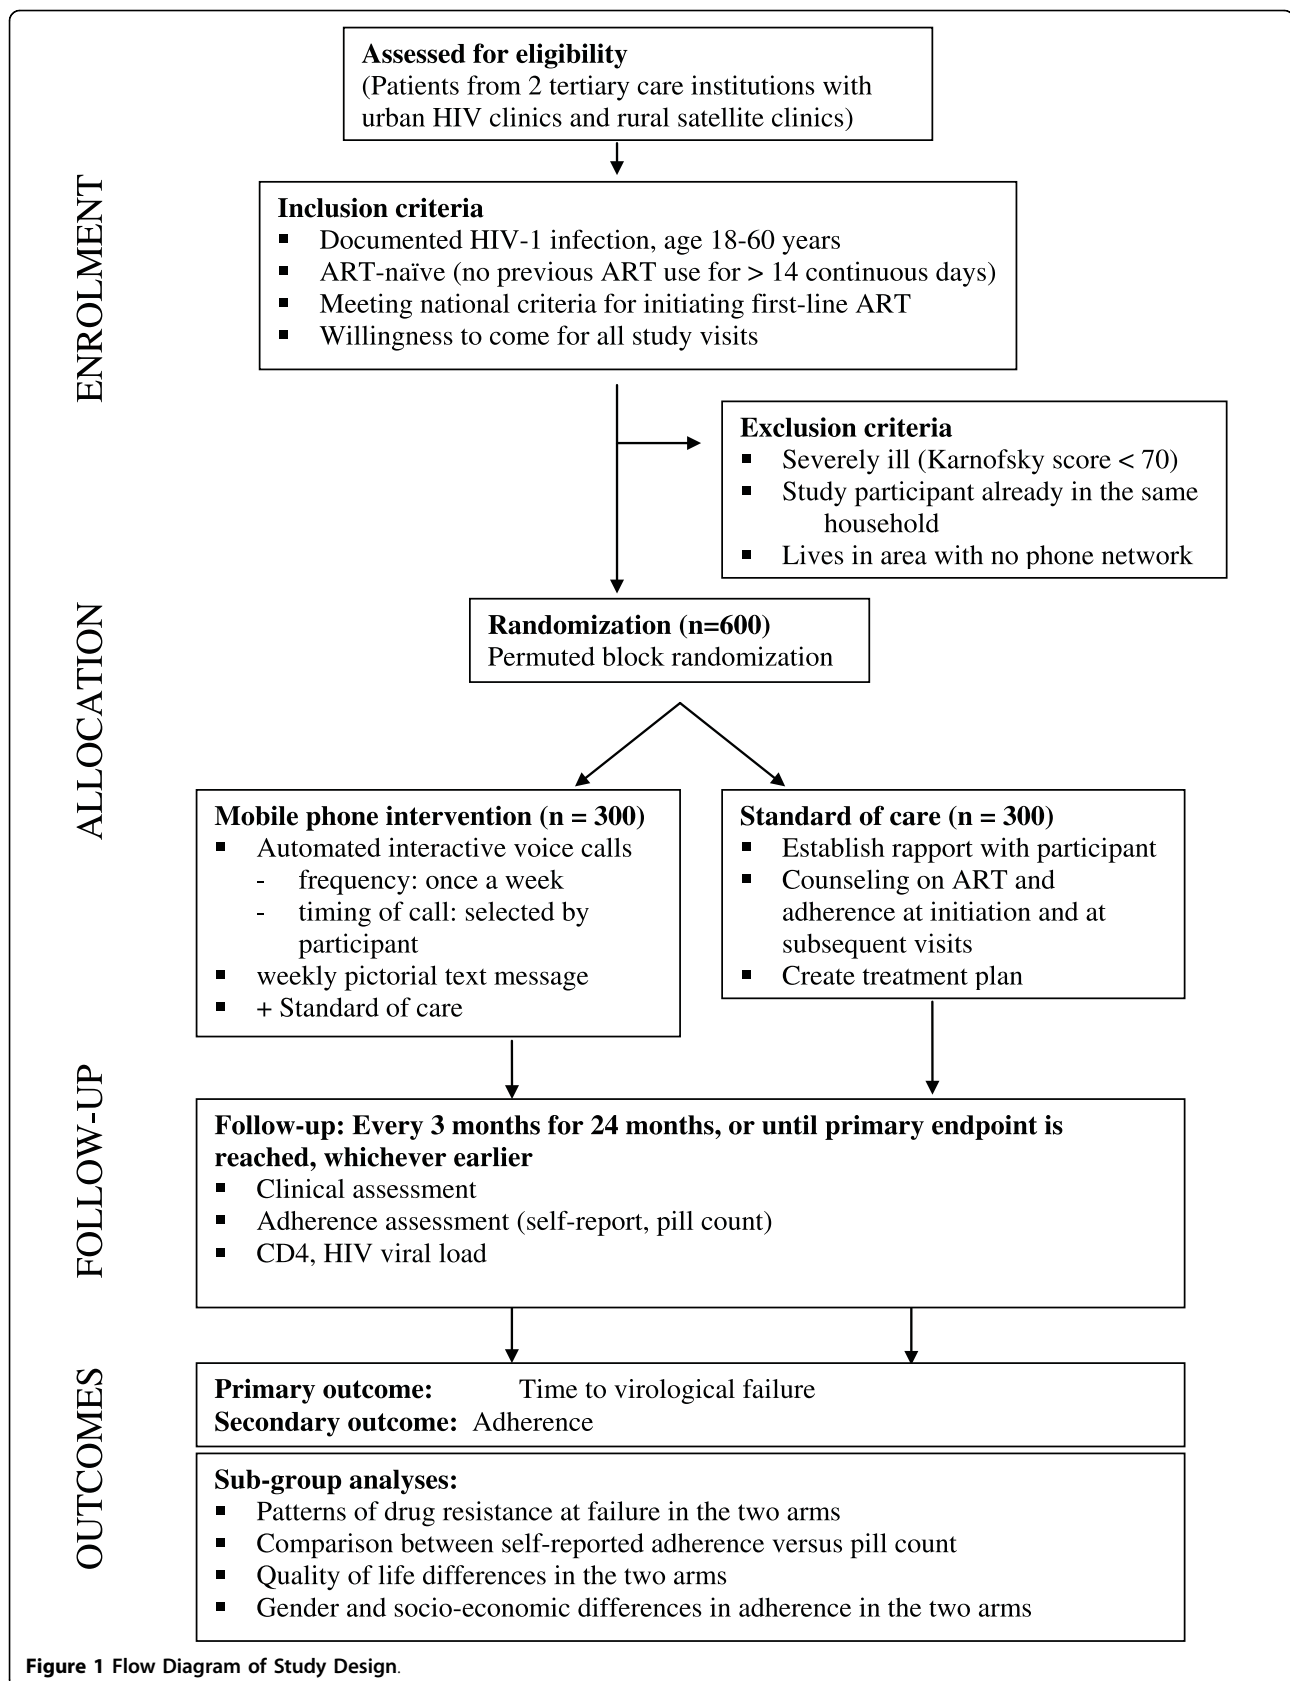 Assessed for eligibility
(Patients from 2 tertiary care institutions with
urban HIV clinics and rural satellite clinics)
ENROLMENT
Inclusion criteria
▪ Documented HIV-1 infection, age 18-60 years
▪ ART-naïve (no previous ART use for > 14 continuous days)
▪ Meeting national criteria for initiating first-line ART
▪ Willingness to come for all study visits
Exclusion criteria
▪ Severely ill (Karnofsky score < 70)
▪ Study participant already in the same
household
▪ Lives in area with no phone network
ALLOCATION
Randomization (n=600)
Permuted block randomization
Mobile phone intervention (n = 300)
▪ Automated interactive voice calls
- frequency: once a week
- timing of call: selected by
participant
▪ weekly pictorial text message
▪ + Standard of care
Standard of care (n = 300)
▪ Establish rapport with participant
▪ Counseling on ART and
adherence at initiation and at
subsequent visits
▪ Create treatment plan
FOLLOW-UP
Follow-up: Every 3 months for 24 months, or until primary endpoint is
reached, whichever earlier
▪ Clinical assessment
▪ Adherence assessment (self-report, pill count)
▪ CD4, HIV viral load
OUTCOMES
Primary outcome: Time to virological failure
Secondary outcome: Adherence
Sub-group analyses:
▪ Patterns of drug resistance at failure in the two arms
▪ Comparison between self-reported adherence versus pill count
▪ Quality of life differences in the two arms
▪ Gender and socio-economic differences in adherence in the two arms
Figure 1 Flow Diagram of Study Design.